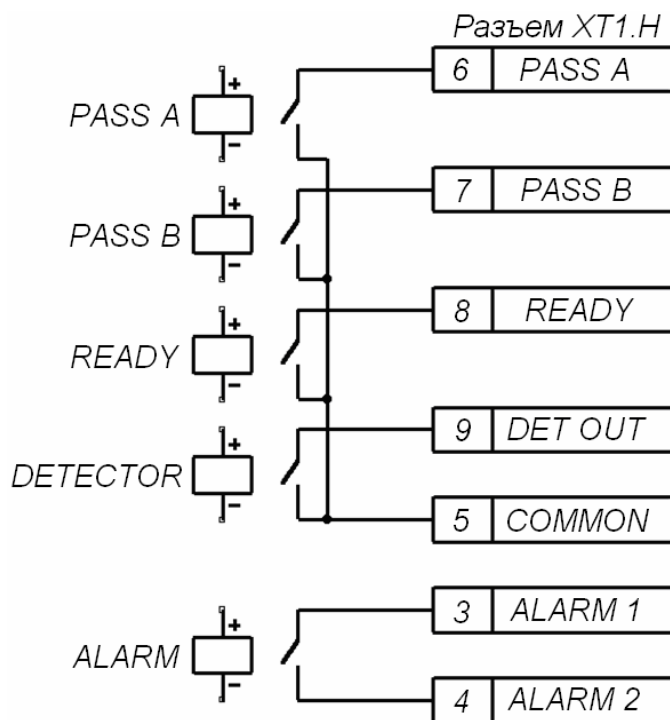 Разъем XT1.H
6 PASS A
+
PASS A
-
7 PASS B
+
PASS B
-
8 READY
+
READY
-
9 DET OUT
+
DETECTOR
-
5 COMMON
3 ALARM 1
+
ALARM
-
4 ALARM 2